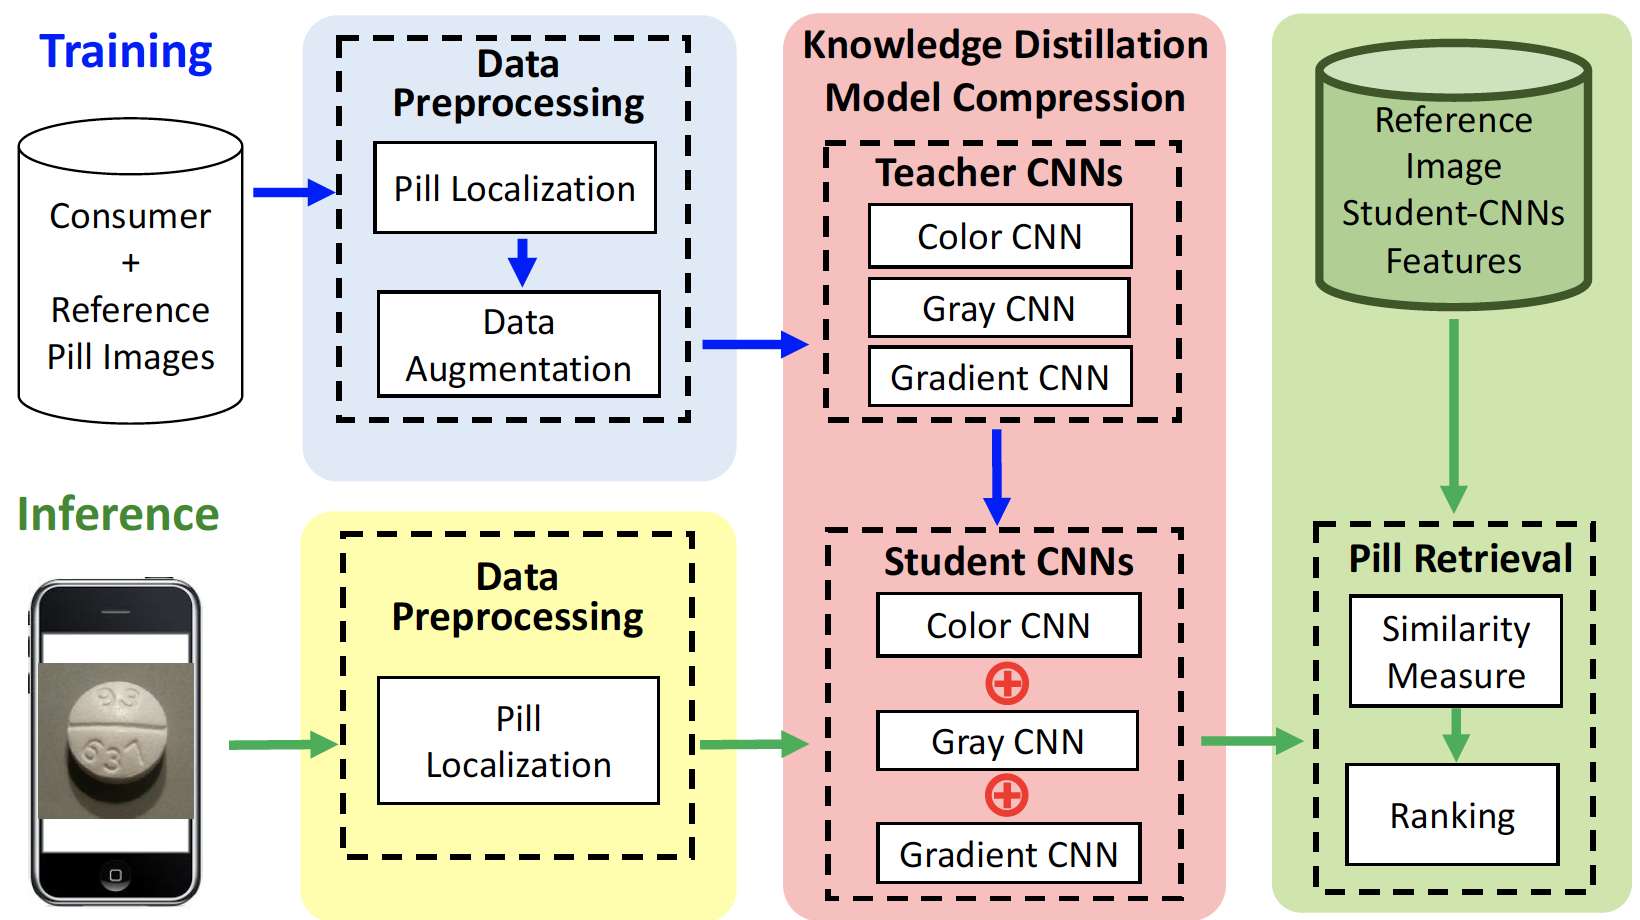 Training
Consumer
+
Reference
Pill Images
Data
Preprocessing
Pill Localization
Data
Augmentation
Knowledge Distillation
Model Compression
Teacher CNNs
Color CNN
Gray CNN
Gradient CNN
Reference
Image
Student-CNNs
Features
Inference
93
637
Data
Preprocessing
Pill
Localization
Student CNNs
Color CNN
Gray CNN
Gradient CNN
Pill Retrieval
Similarity
Measure
Ranking